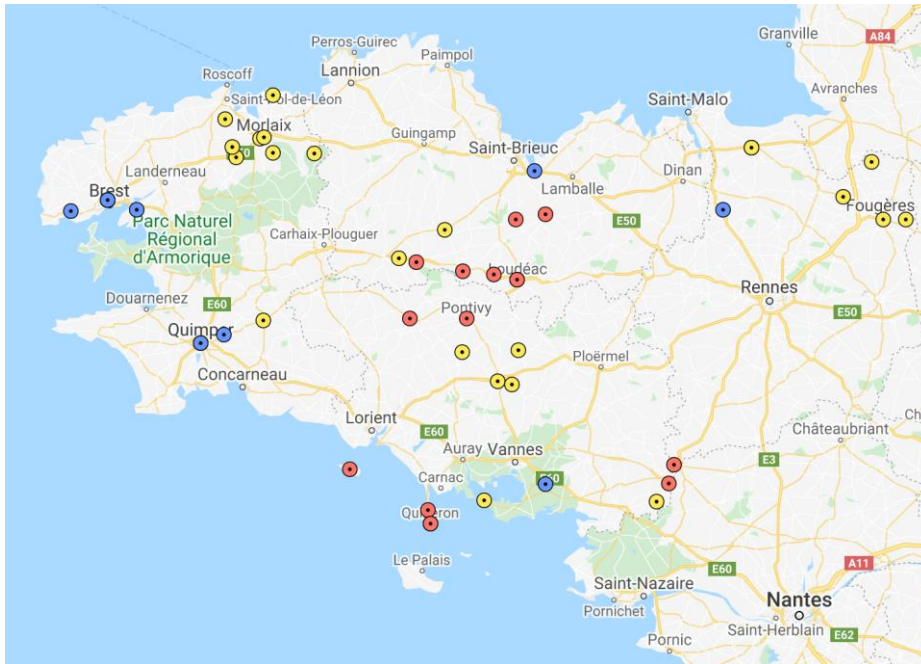 Granville
A84
Perros-Guirec
Paimpol
Roscoff
Lannion
Avranches
Saint-Pol-de-Léon
Saint-Malo
Morlaix
Guingamp
Saint-Brieuc
Landerneau
Lamballe
Dinan
Brest
Fougères
Parc Naturel
Régional
d'Armorique
E50
Carhaix-Plouguer
Loudéac
Rennes
Douarnenez
E60
Pontivy
E50
Quimper
Ploërmel
Concarneau
Lorient
E60
Châteaubriant
Auray
Vannes
E3
Carnac
E60
Quiberon
Le Palais
E60
A11
Saint-Nazaire
Pornichet
Nantes
Saint-Herblain
E62
Pornic